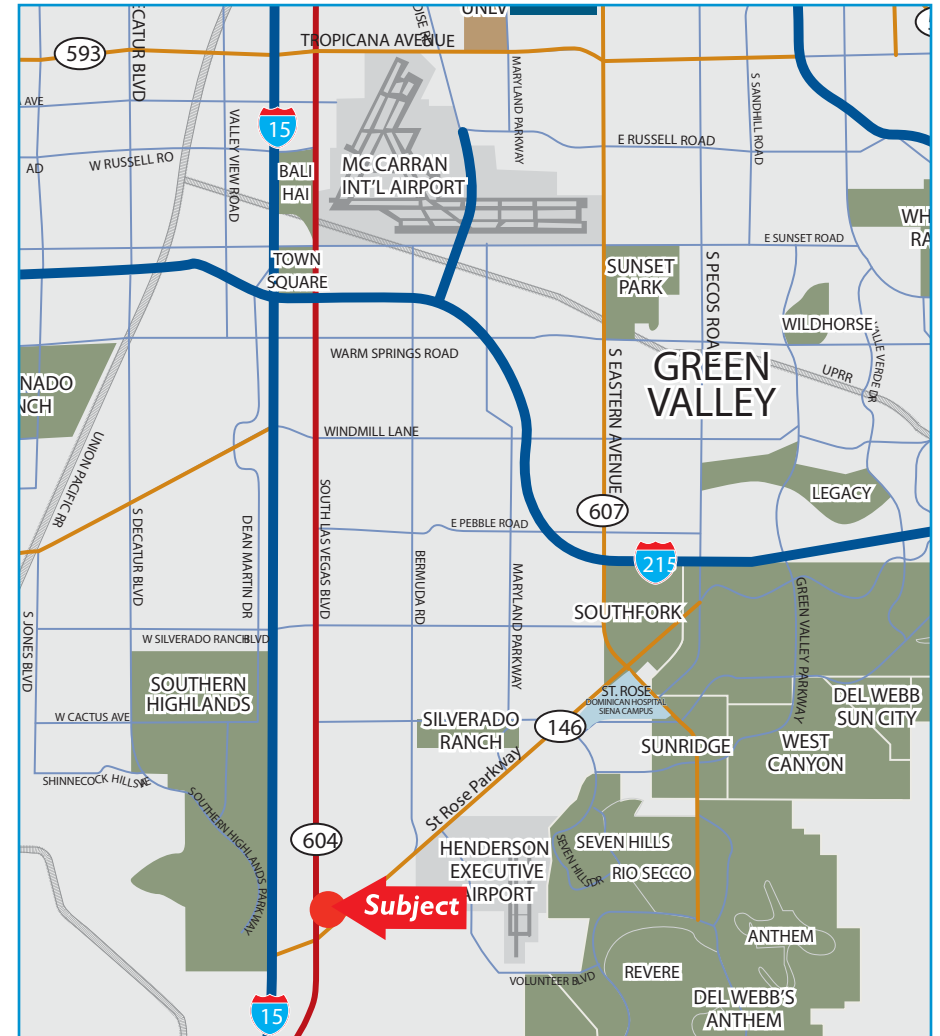 UNLV
TROPICANA AVENUE
593
15
MARYLAND PARKWAY
S SANDHILL ROAD
AVE
VALLEY VIEW ROAD
E RUSSELL ROAD
W RUSSELL RO
AD
BALI
HAI
MC CARRAN
INT'L AIRPORT
E SUNSET ROAD
TOWN
SQUARE
SUNSET
PARK
S PECOS ROAD
WILDHORSE
VALLE VERDE DR
WARM SPRINGS ROAD
GREEN
VALLEY
UPRR
S EASTERN AVENUE
WINDMILL LANE
UNION PACIFIC RR
LEGACY
607
S DECATUR BLVD
DEAN MARTIN DR
SOUTH LAS VEGAS BLVD
E PEBBLE ROAD
BERMUDA RD
MARYLAND PARKWAY
215
GREEN VALLEY PARKWAY
S JONES BLVD
SOUTHFORK
W SILVERADO RANCH BLVD
SOUTHERN
HIGHLANDS
ST. ROSE
DOMINICAN HOSPITAL
SIENA CAMPUS
DEL WEBB
SUN CITY
W CACTUS AVE
SILVERADO
RANCH
146
SUNRIDGE
WEST
CANYON
St Rose Parkway
SHINNECOCK HILLS AVE
SOUTHERN HIGHLANDS PARKWAY
604
HENDERSON
EXECUTIVE
AIRPORT
SEVEN HILLS
SEVEN HILLS DR
RIO SECCO
Subject
ANTHEM
VOLUNTEER BLVD
REVERE
DEL WEBB'S
ANTHEM
15